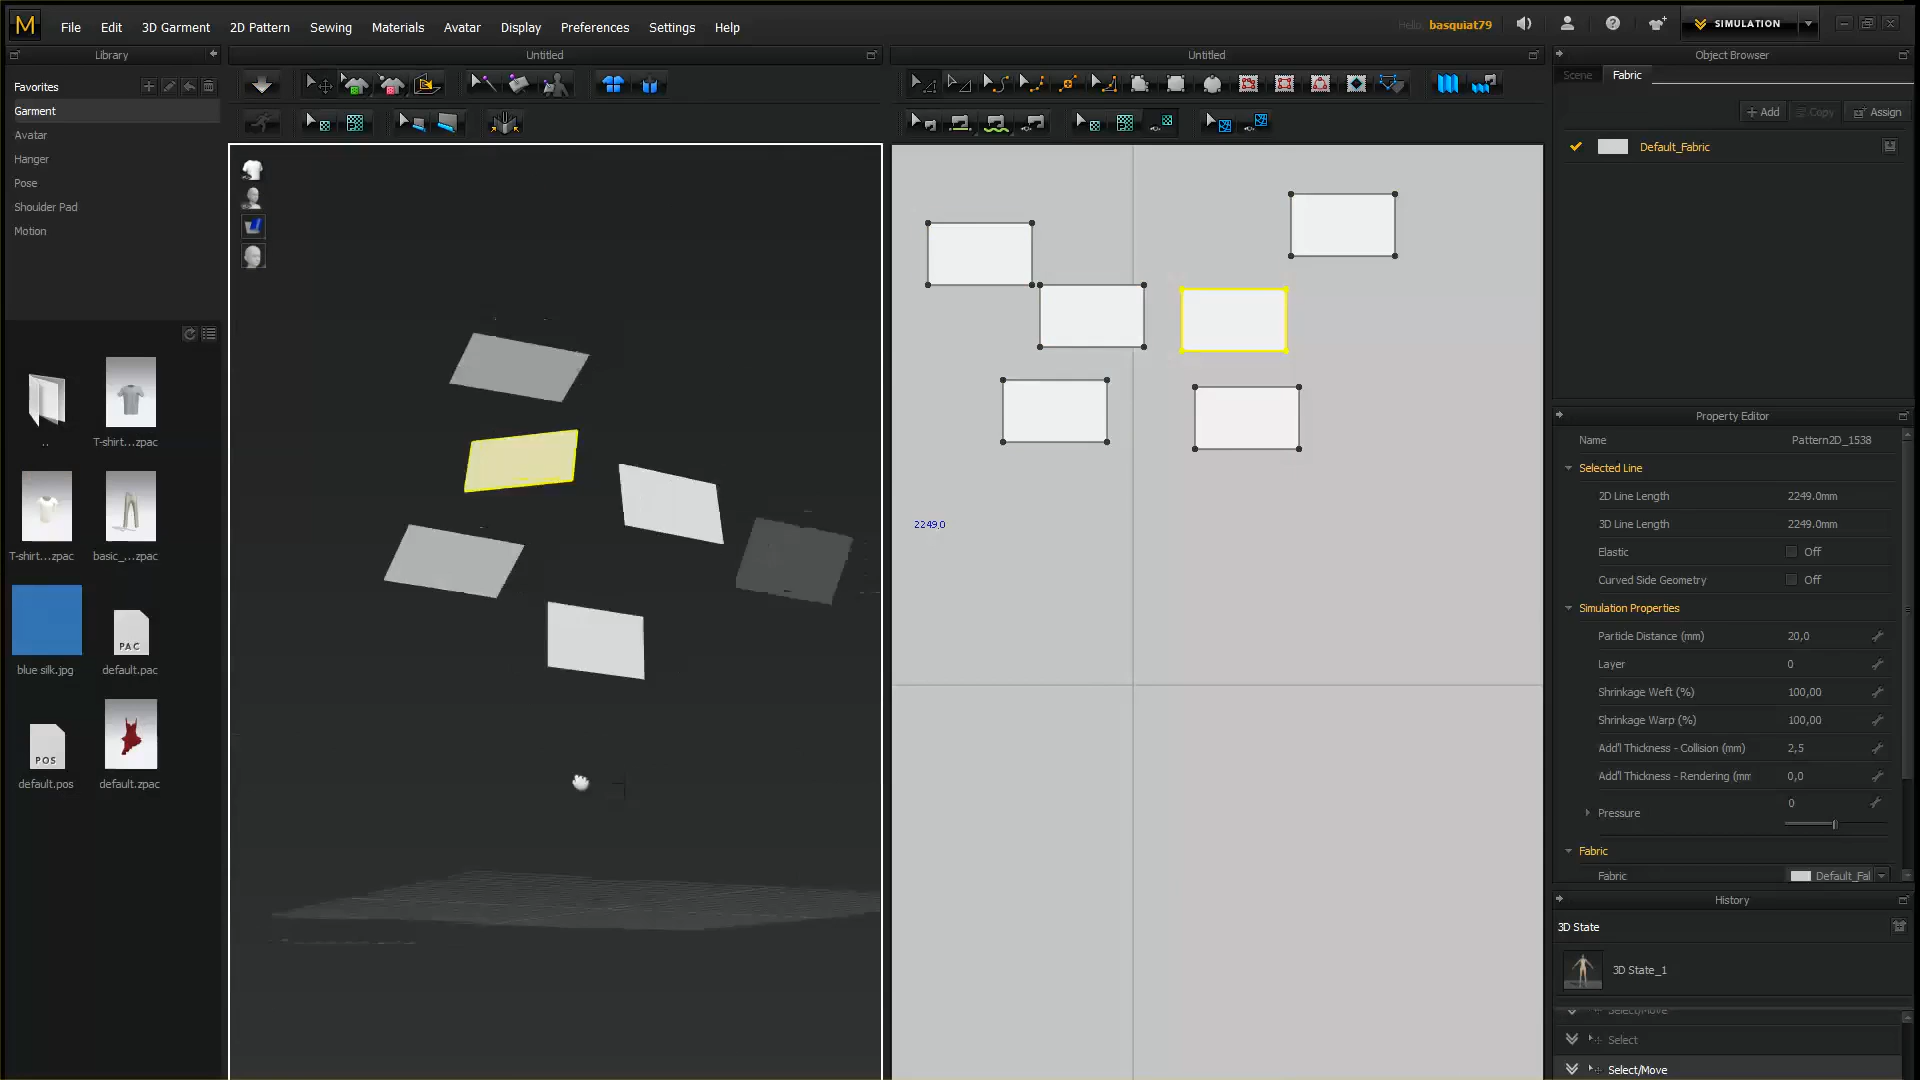 M File Edit 3D Garment 2D Pattern Sewing Materials Avatar Display Preferences Settings Help Hello, basquiat79 SIMULATION
Library
Untitled
Untitled
Object Browser
Favorites
Garment
Avatar
Hanger
Pose
Shoulder Pad
Motion
..
T-shirt...zpac
T-shirt...zpac
basic_...zpac
blue silk.jpg
PAC
default.pac
POS
default.pos
default.zpac
2249,0
Scene Fabric
Add Copy Assign
Default_Fabric
Property Editor
Name Pattern2D_1538
Selected Line
2D Line Length 2249.0mm
3D Line Length 2249.0mm
Elastic Off
Curved Side Geometry Off
Simulation Properties
Particle Distance (mm) 20,0
Layer 0
Shrinkage Weft (%) 100,00
Shrinkage Warp (%) 100,00
Add'l Thickness - Collision (mm) 2,5
Add'l Thickness - Rendering (mm 0,0
Pressure 0
Fabric
Fabric Default_Fal
History
3D State
3D State_1
Select/Move
Select
Select/Move